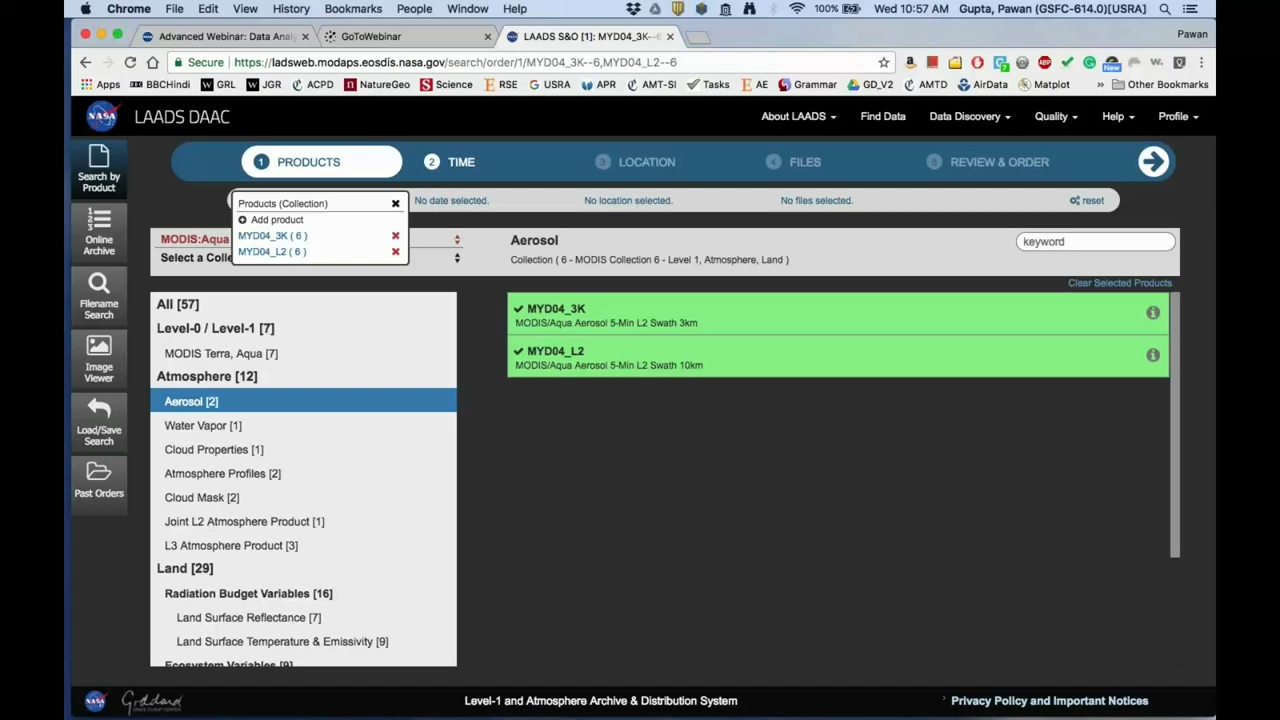 Chrome File Edit View History Bookmarks People Window Help 100% Wed 10:57 AM Gupta, Pawan (GSFC-614.0)[USRA]
Advanced Webinar: Data Analy × GoToWebinar × LAADS S&O [1]: MYD04_3K--6 × Pawan
Secure https://ladsweb.modaps.eosdis.nasa.gov/search/order/1/MYD04_3K--6,MYD04_L2--6
Apps BBCHindi GRL JGR ACPD NatureGeo Science RSE USRA APR AMT-SI Tasks AE Grammar GD_V2 AMTD AirData Matplot » Other Bookmarks
LAADS DAAC About LAADS Find Data Data Discovery Quality Help Profile
Search by Product
Online Archive
Filename Search
Image Viewer
Load/Save Search
Past Orders
1 PRODUCTS 2 TIME 3 LOCATION 4 FILES 5 REVIEW & ORDER
No date selected. No location selected. No files selected. reset
Products (Collection)
Add product
MYD04_3K ( 6 )
MYD04_L2 ( 6 )
MODIS:Aqua
Select a Colle
Aerosol
Collection ( 6 - MODIS Collection 6 - Level 1, Atmosphere, Land )
keyword
Clear Selected Products
All [57]
Level-0 / Level-1 [7]
MODIS Terra, Aqua [7]
Atmosphere [12]
Aerosol [2]
Water Vapor [1]
Cloud Properties [1]
Atmosphere Profiles [2]
Cloud Mask [2]
Joint L2 Atmosphere Product [1]
L3 Atmosphere Product [3]
Land [29]
Radiation Budget Variables [16]
Land Surface Reflectance [7]
Land Surface Temperature & Emissivity [9]
Ecosystem Variables [9]
MYD04_3K
MODIS/Aqua Aerosol 5-Min L2 Swath 3km
MYD04_L2
MODIS/Aqua Aerosol 5-Min L2 Swath 10km
NASA Goddard Level-1 and Atmosphere Archive & Distribution System Privacy Policy and Important Notices